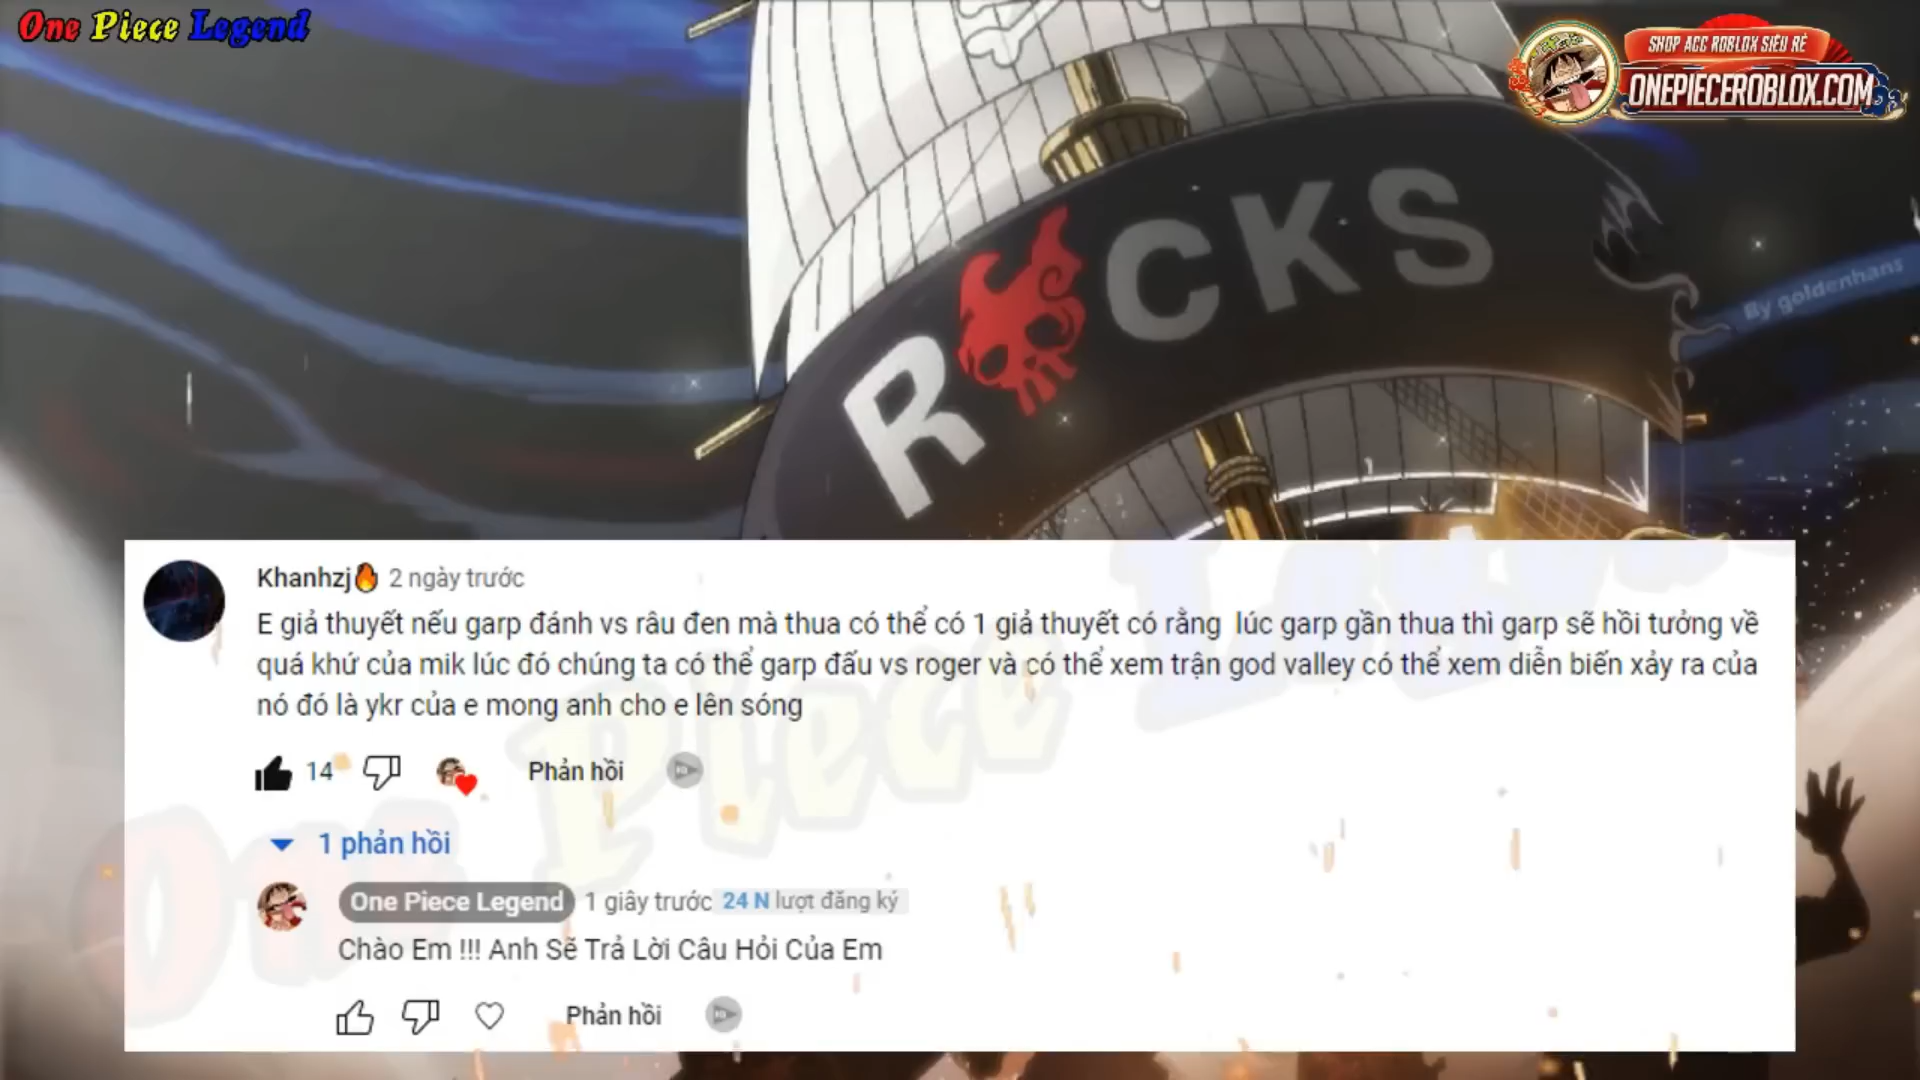 One Piece Legend
SHOP ACC ROBLOX SIÊU RẺ
ONEPIECEROBLOX.COM
ROCKS
By goldenhans
Khanhzj🔥 2 ngày trước
E giả thuyết nếu garp đánh vs râu đen mà thua có thể có 1 giả thuyết có rằng lúc garp gần thua thì garp sẽ hồi tưởng về
quá khứ của mik lúc đó chúng ta có thể garp đấu vs roger và có thể xem trận god valley có thể xem diễn biến xảy ra của
nó đó là ykr của e mong anh cho e lên sóng
14 Phản hồi
1 phản hồi
One Piece Legend 1 giây trước 24 N lượt đăng ký
Chào Em !!! Anh Sẽ Trả Lời Câu Hỏi Của Em
Phản hồi